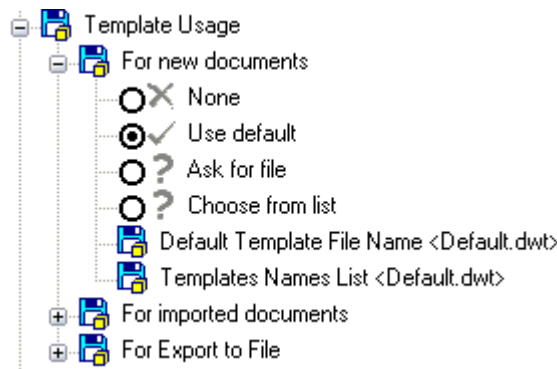 Template Usage
For new documents
None
Use default
Ask for file
Choose from list
Default Template File Name <Default.dwt>
Templates Names List <Default.dwt>
For imported documents
For Export to File